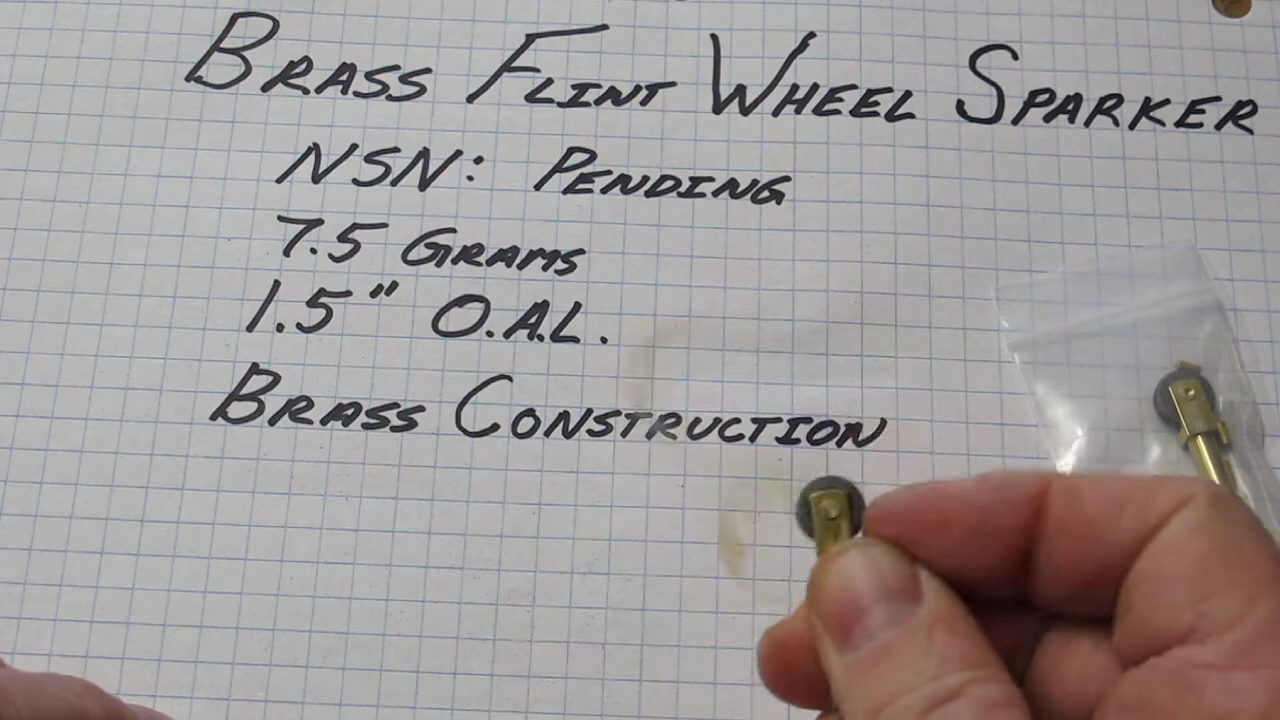 BRASS FLINT WHEEL SPARKER
NSN: PENDING
7.5 GRAMS
1.5" O.A.L.
BRASS CONSTRUCTION